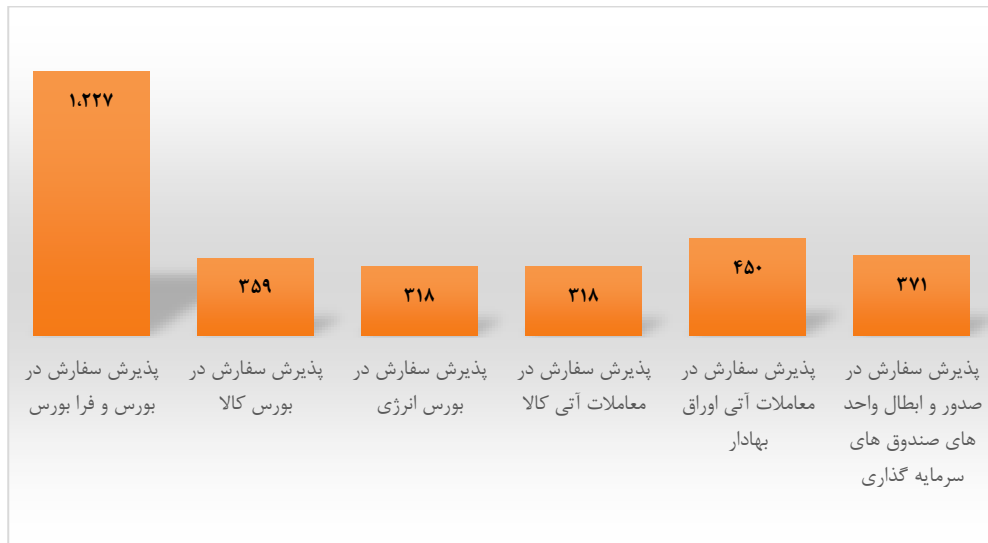 ۱،۲۲۷
۳۵۹
۳۱۸
۳۱۸
۴۵۰
۳۷۱
پذیرش سفارش در
بورس و فرا بورس
پذیرش سفارش در
بورس کالا
پذیرش سفارش در
بورس انرژی
پذیرش سفارش در
معاملات آتی کالا
پذیرش سفارش در
معاملات آتی اوراق
بهادار
پذیرش سفارش در
صدور و ابطال واحد
های صندوق های
سرمایه گذاری